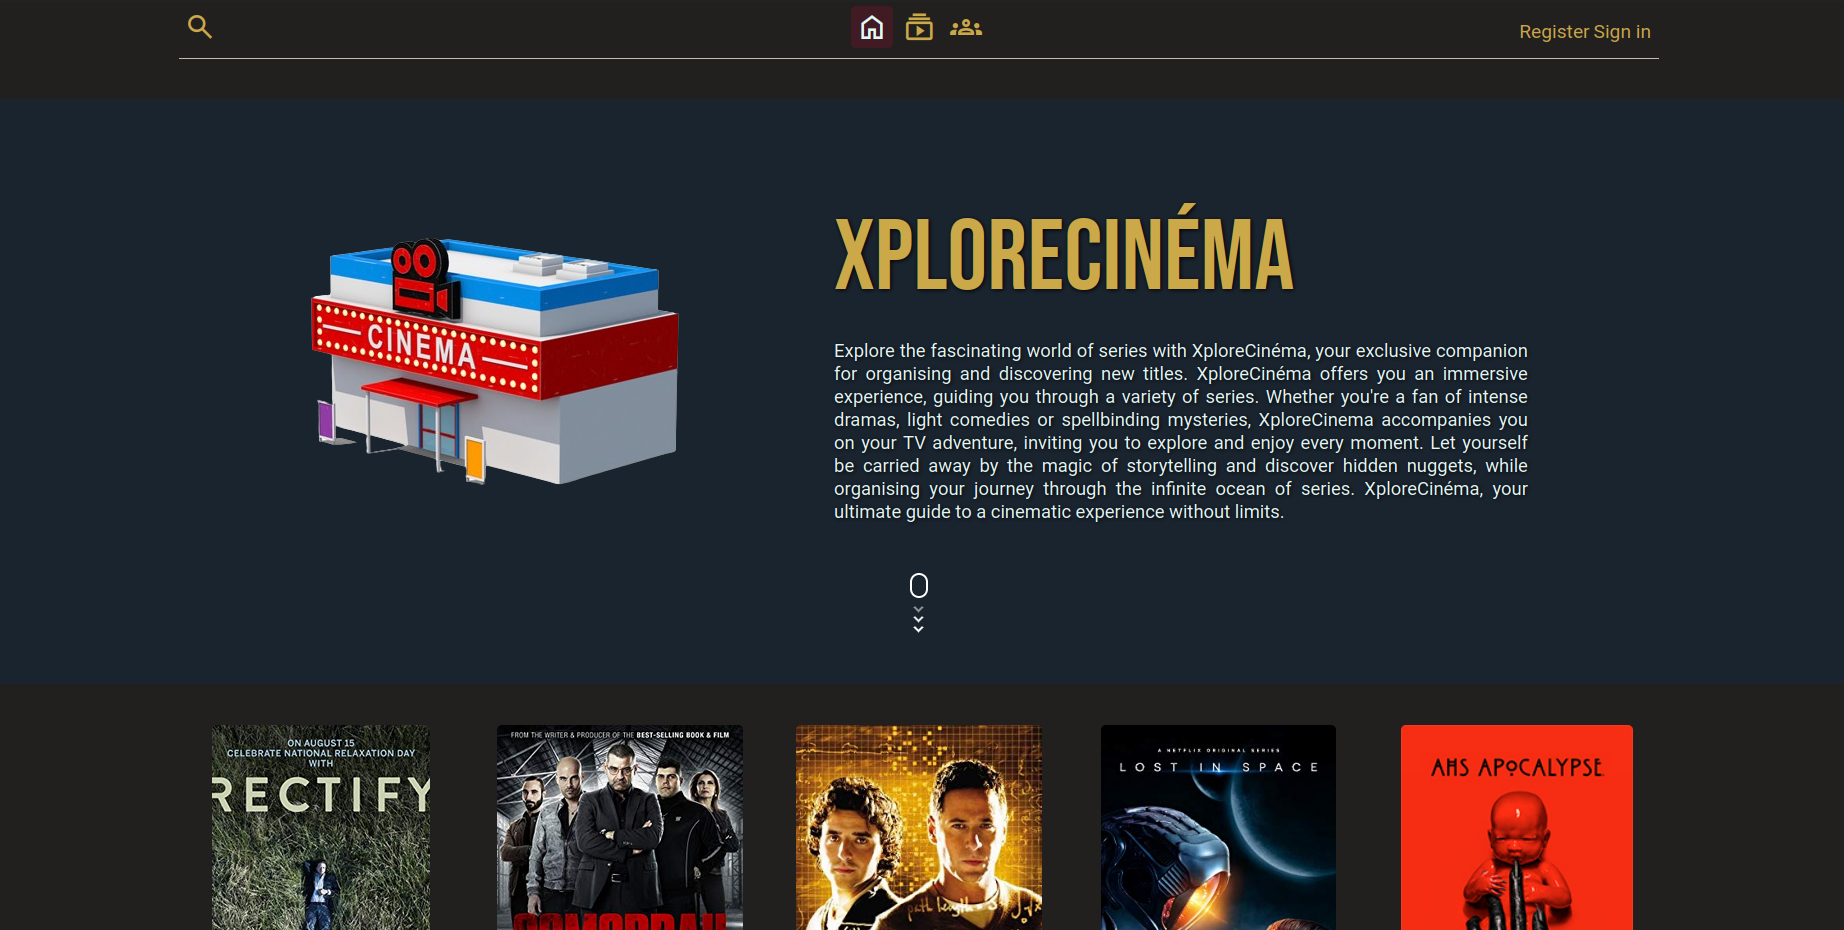 Register Sign in
CINEMA
XPLORECINÉMA
Explore the fascinating world of series with XploreCinéma, your exclusive companion
for organising and discovering new titles. XploreCinéma offers you an immersive
experience, guiding you through a variety of series. Whether you're a fan of intense
dramas, light comedies or spellbinding mysteries, XploreCinema accompanies you
on your TV adventure, inviting you to explore and enjoy every moment. Let yourself
be carried away by the magic of storytelling and discover hidden nuggets, while
organising your journey through the infinite ocean of series. XploreCinéma, your
ultimate guide to a cinematic experience without limits.
ON AUGUST 15
CELEBRATE NATIONAL RELAXATION DAY
WITH
RECTIFY
FROM THE WRITER & PRODUCER OF THE BEST-SELLING BOOK & FILM
GOMORRAH
path length = 3
A NETFLIX ORIGINAL SERIES
LOST IN SPACE
AHS APOCALYPSE